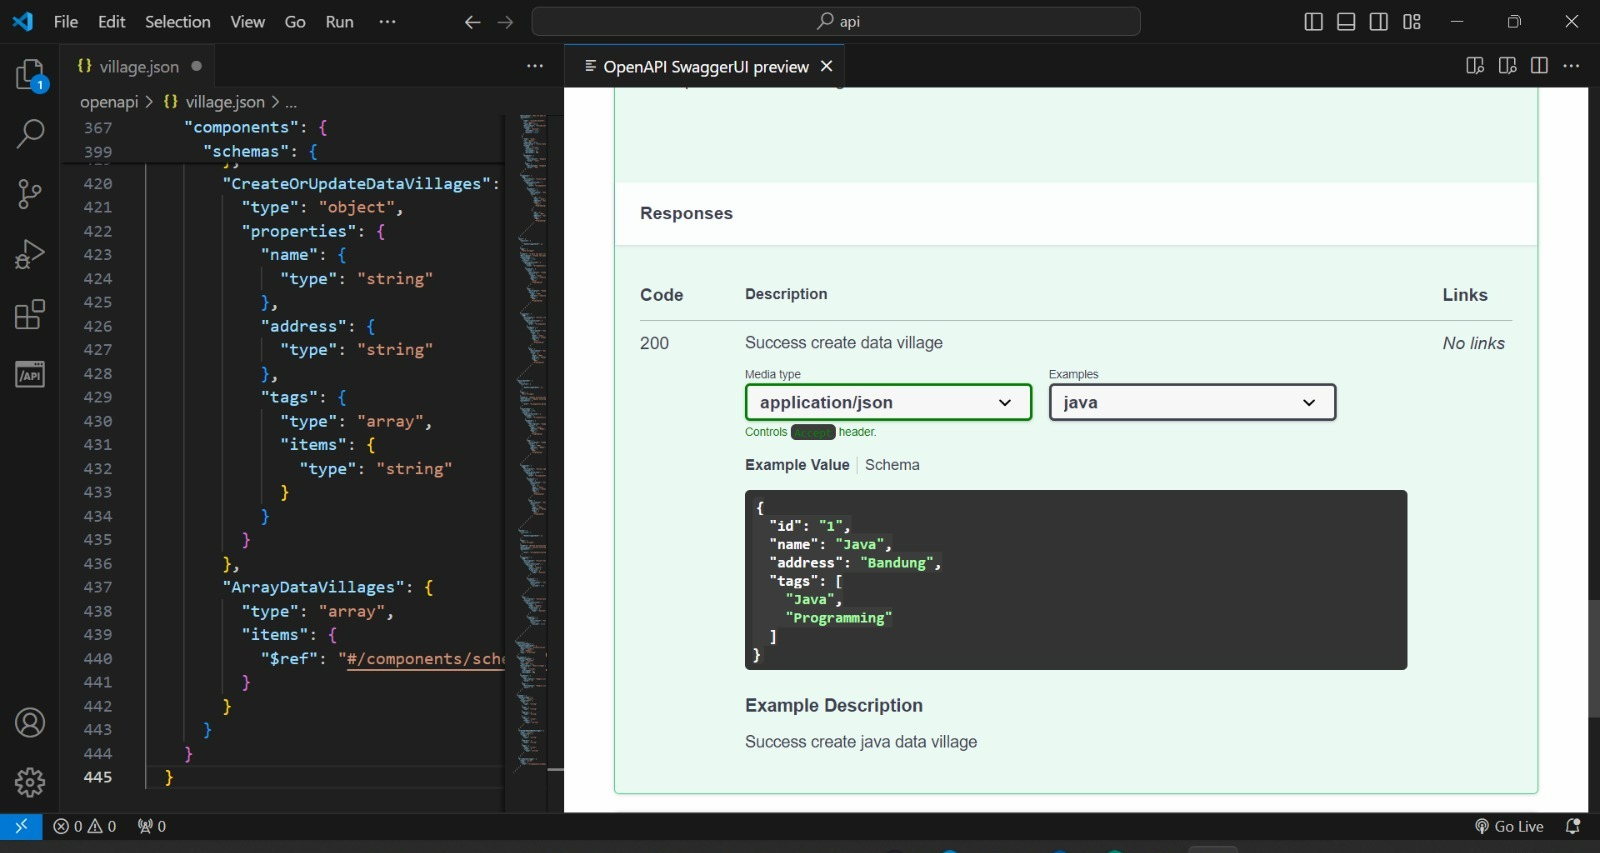 File Edit Selection View Go Run ...
api
{} village.json
OpenAPI SwaggerUI preview
openapi > {} village.json > ...
1
/API
367 "components": {
399 "schemas": {
420 "CreateOrUpdateDataVillages":
421 "type": "object",
422 "properties": {
423 "name": {
424 "type": "string"
425 },
426 "address": {
427 "type": "string"
428 },
429 "tags": {
430 "type": "array",
431 "items": {
432 "type": "string"
433 }
434 }
435 }
436 },
437 "ArrayDataVillages": {
438 "type": "array",
439 "items": {
440 "$ref": "#/components/sche
441 }
442 }
443 }
444 }
445 }
Responses
Code Description Links
200 Success create data village No links
Media type Examples
application/json java
Controls Accept header.
Example Value Schema
{
"id": "1",
"name": "Java",
"address": "Bandung",
"tags": [
"Java",
"Programming"
]
}
Example Description
Success create java data village
0 0 0
Go Live